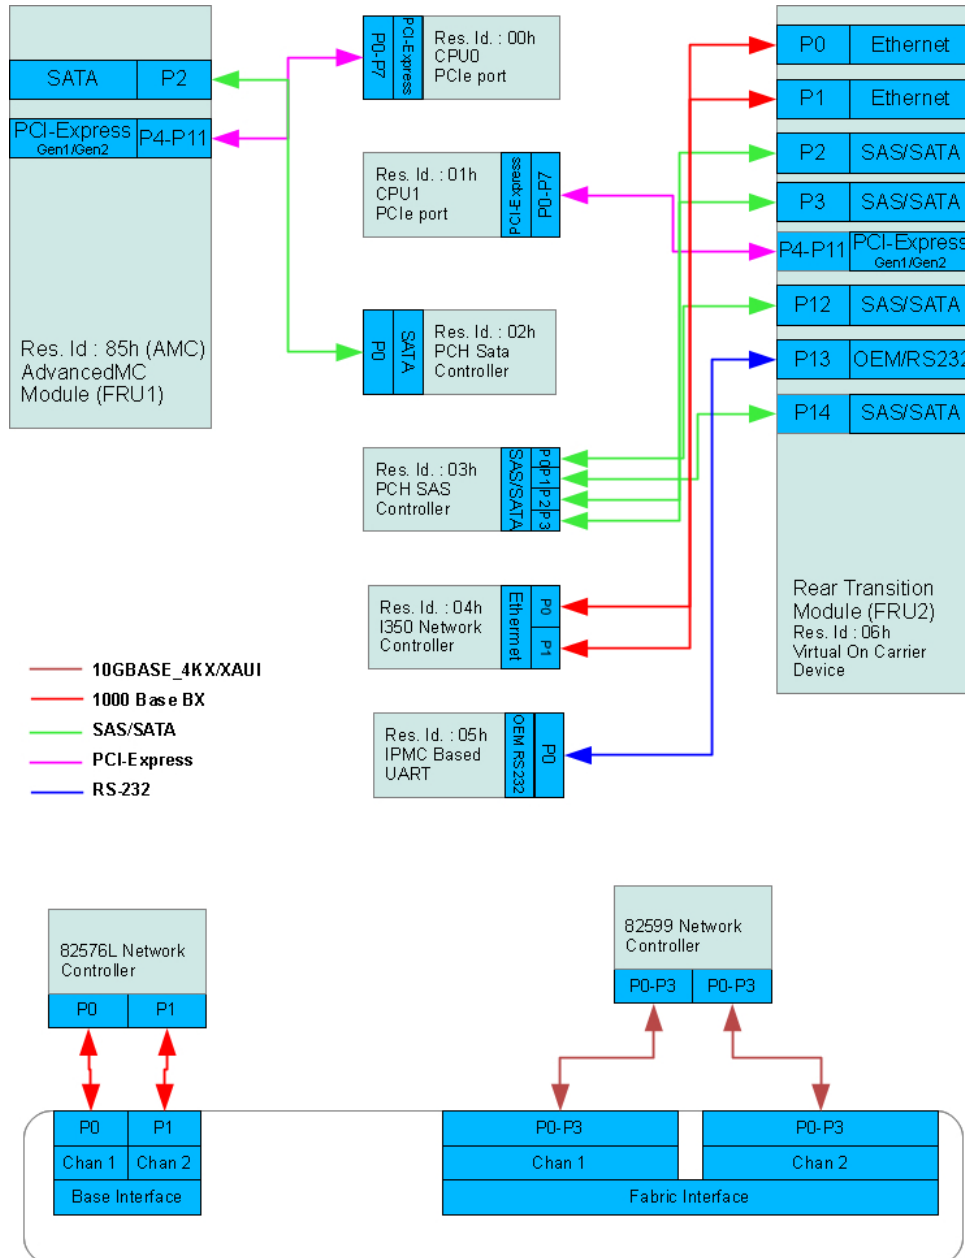 SATA P2
PCI-Express
Gen1/Gen2
P4-P11
Res. Id : 85h (AMC)
AdvancedMC
Module (FRU1)
P0-P7
PCI-Express
Res. Id. : 00h
CPU0
PCIe port
Res. Id. : 01h
CPU1
PCIe port
PCI-Express
P0-P7
P0
SATA
Res. Id. : 02h
PCH Sata
Controller
Res. Id. : 03h
PCH SAS
Controller
SAS/SATA
P0 P1 P2 P3
Res. Id. : 04h
I350 Network
Controller
Ethermet
P0
P1
Res. Id. : 05h
IPMC Based
UART
OEM RS232
P0
P0 Ethernet
P1 Ethernet
P2 SAS/SATA
P3 SAS/SATA
P4-P11 PCI-Express
Gen1/Gen2
P12 SAS/SATA
P13 OEM/RS232
P14 SAS/SATA
Rear Transition
Module (FRU2)
Res. Id : 06h
Virtual On Carrier
Device
10GBASE_4KX/XAUI
1000 Base BX
SAS/SATA
PCI-Express
RS-232
82576L Network
Controller
P0 P1
82599 Network
Controller
P0-P3 P0-P3
P0 P1
Chan 1 Chan 2
Base Interface
P0-P3 P0-P3
Chan 1 Chan 2
Fabric Interface